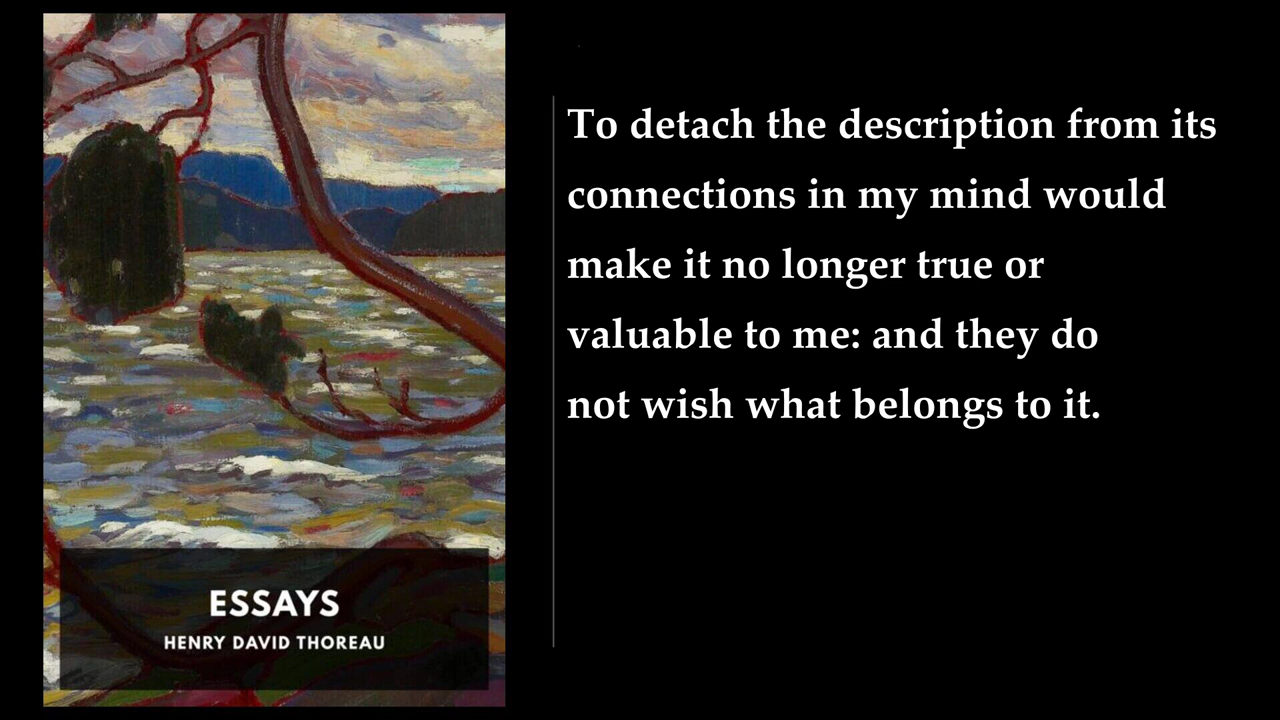 To detach the description from its
connections in my mind would
make it no longer true or
valuable to me: and they do
not wish what belongs to it.
ESSAYS
HENRY DAVID THOREAU